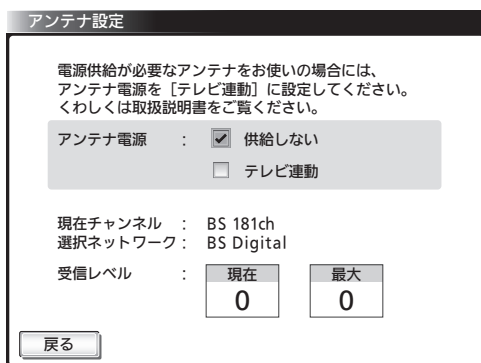 アンテナ設定
電源供給が必要なアンテナをお使いの場合には、
アンテナ電源を［テレビ連動］に設定してください。
くわしくは取扱説明書をご覧ください。
アンテナ電源 : 供給しない
テレビ連動
現在チャンネル : BS 181ch
選択ネットワーク : BS Digital
受信レベル : 現在 最大
0 0
戻る